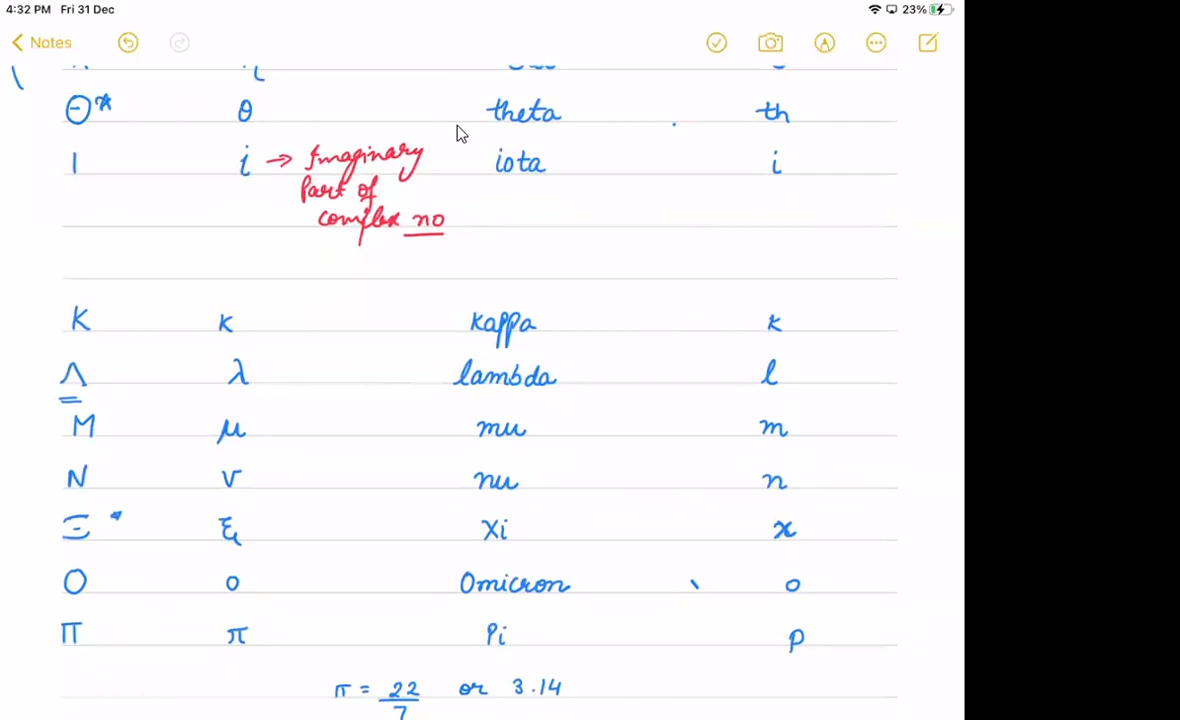 4:32 PM Fri 31 Dec 23%
Notes
Θ* θ theta th
I i → Imaginary iota i
Part of
complex no
K κ kappa k
Λ λ lambda l
M μ mu m
N ν nu n
Ξ * ξ Xi x
O o Omicron o
Π π Pi p
π = 22 or 3.14
7